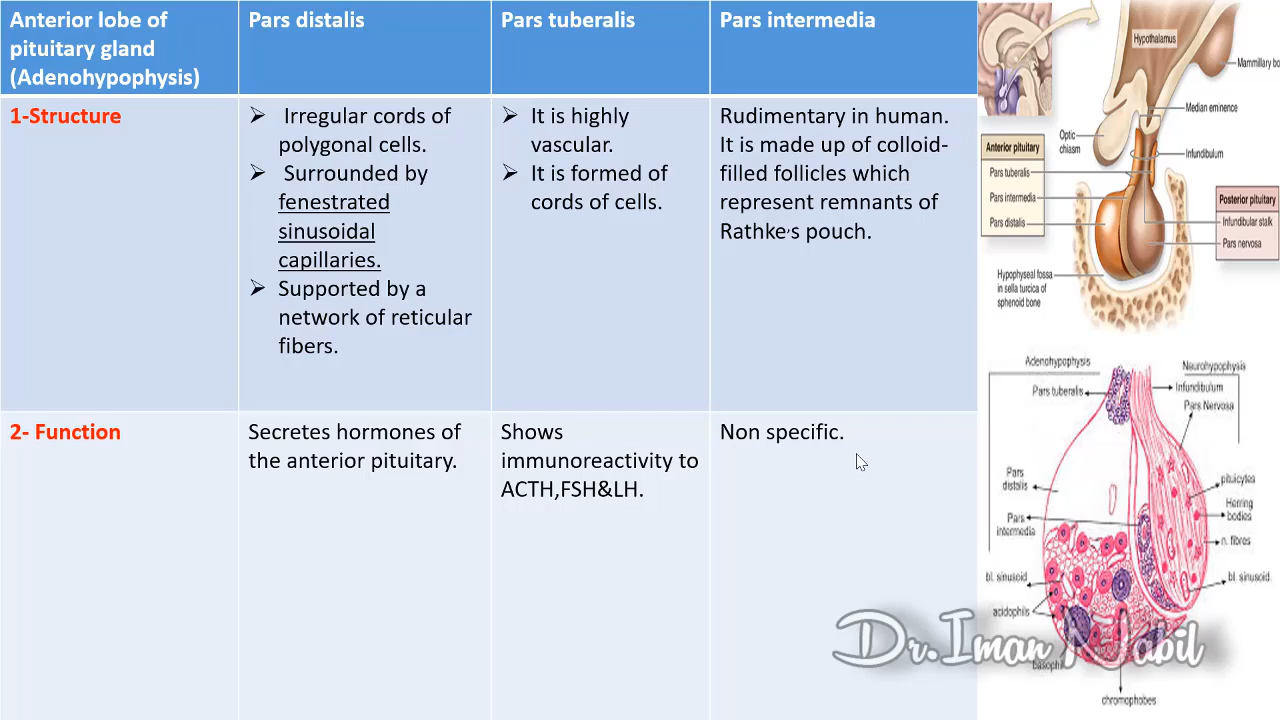 Anterior lobe of
pituitary gland
(Adenohypophysis)
Pars distalis
Pars tuberalis
Pars intermedia
1-Structure
➢ Irregular cords of
polygonal cells.
➢ Surrounded by
fenestrated
sinusoidal
capillaries.
➢ Supported by a
network of reticular
fibers.
➢ It is highly
vascular.
➢ It is formed of
cords of cells.
Rudimentary in human.
It is made up of colloid-
filled follicles which
represent remnants of
Rathke,s pouch.
2- Function
Secretes hormones of
the anterior pituitary.
Shows
immunoreactivity to
ACTH,FSH&LH.
Non specific.
Hypothalamus
Mammillary bo
Median eminence
Optic
chiasm
Infundibulum
Anterior pituitary
Pars tuberalis
Pars intermedia
Pars distalis
Posterior pituitary
Infundibular stalk
Pars nervosa
Hypophyseal fossa
in sella turcica of
sphenoid bone
Adenohypophysis
Neurohypophysis
Pars tuberalis
Infundibulum
Pars Nervosa
Pars
distalis
pituicytes
Herring
bodies
Pars
intermedia
n. fibres
bl. sinusoid
bl. sinusoid.
acidophils
basophil
chromophobes
Dr.Iman Nabil